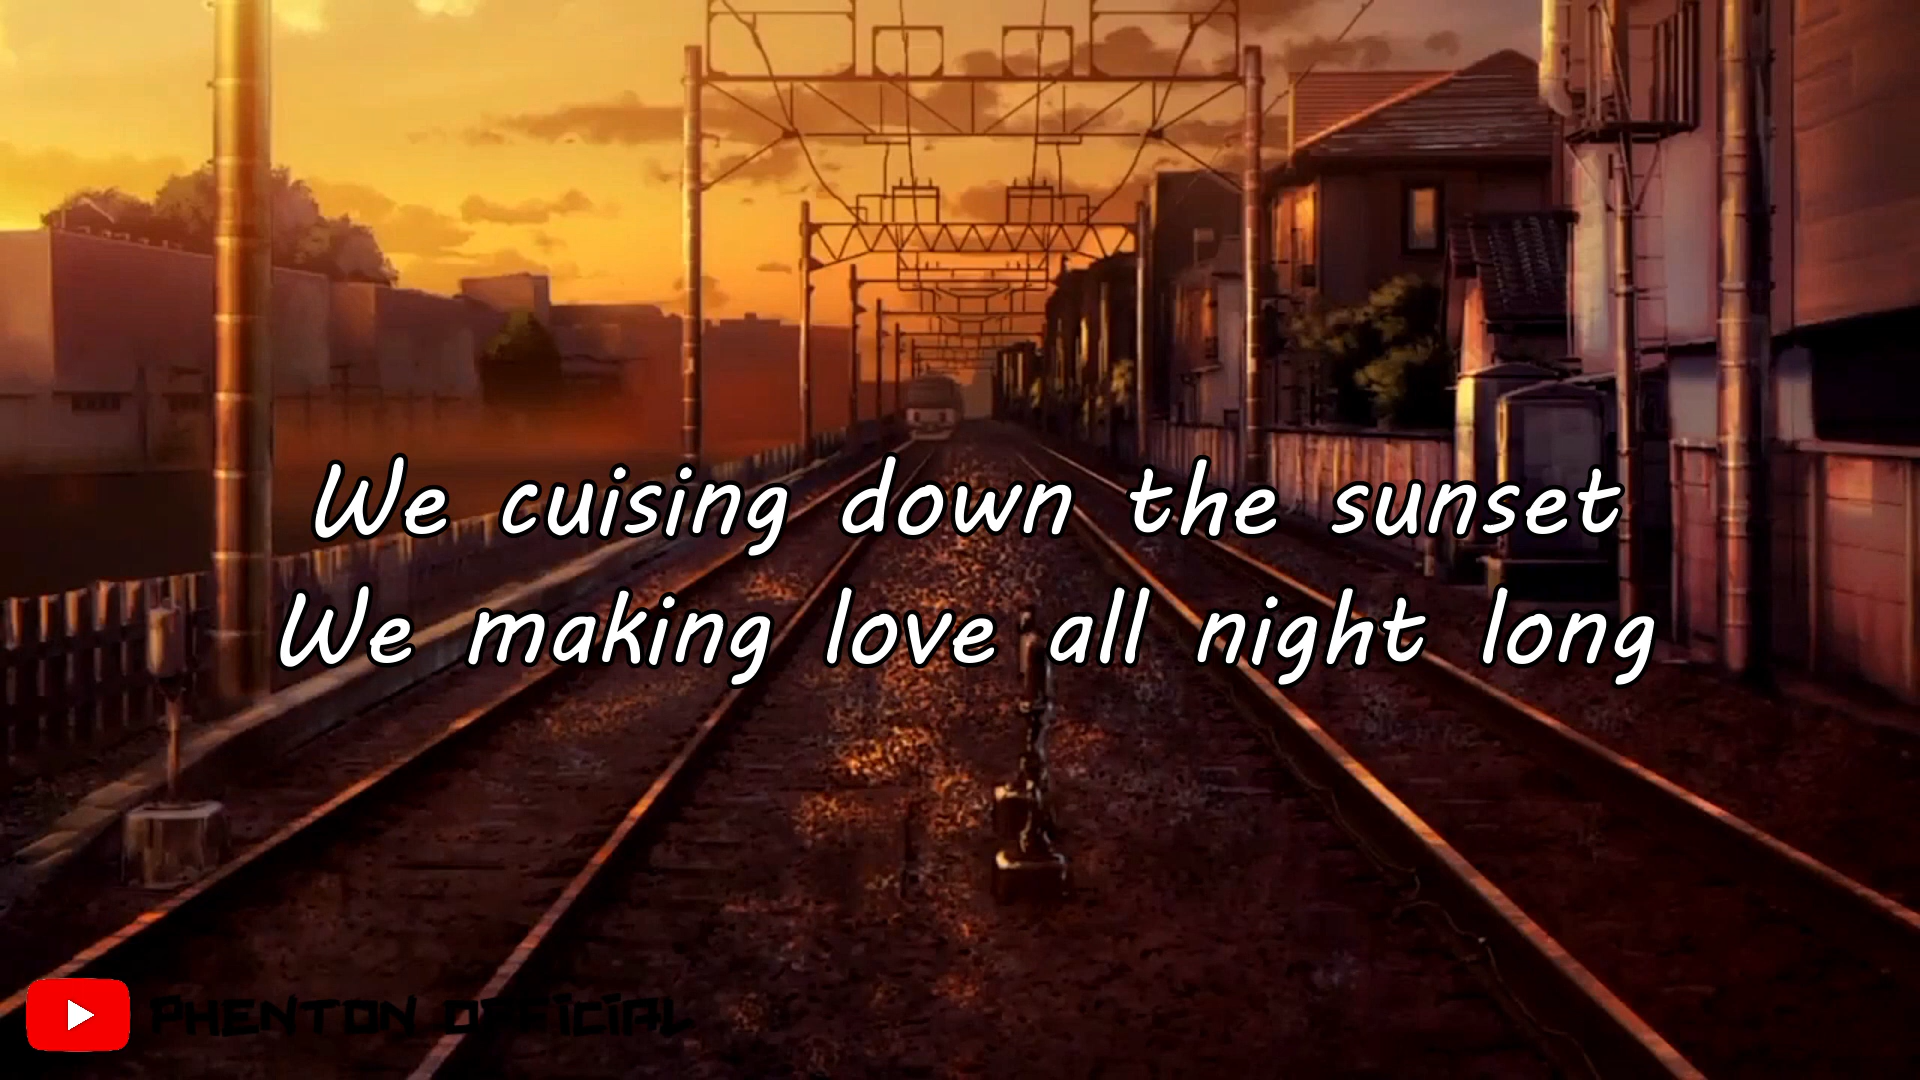 We cuising down the sunset
We making love all night long
PHENTON OFFICIAL